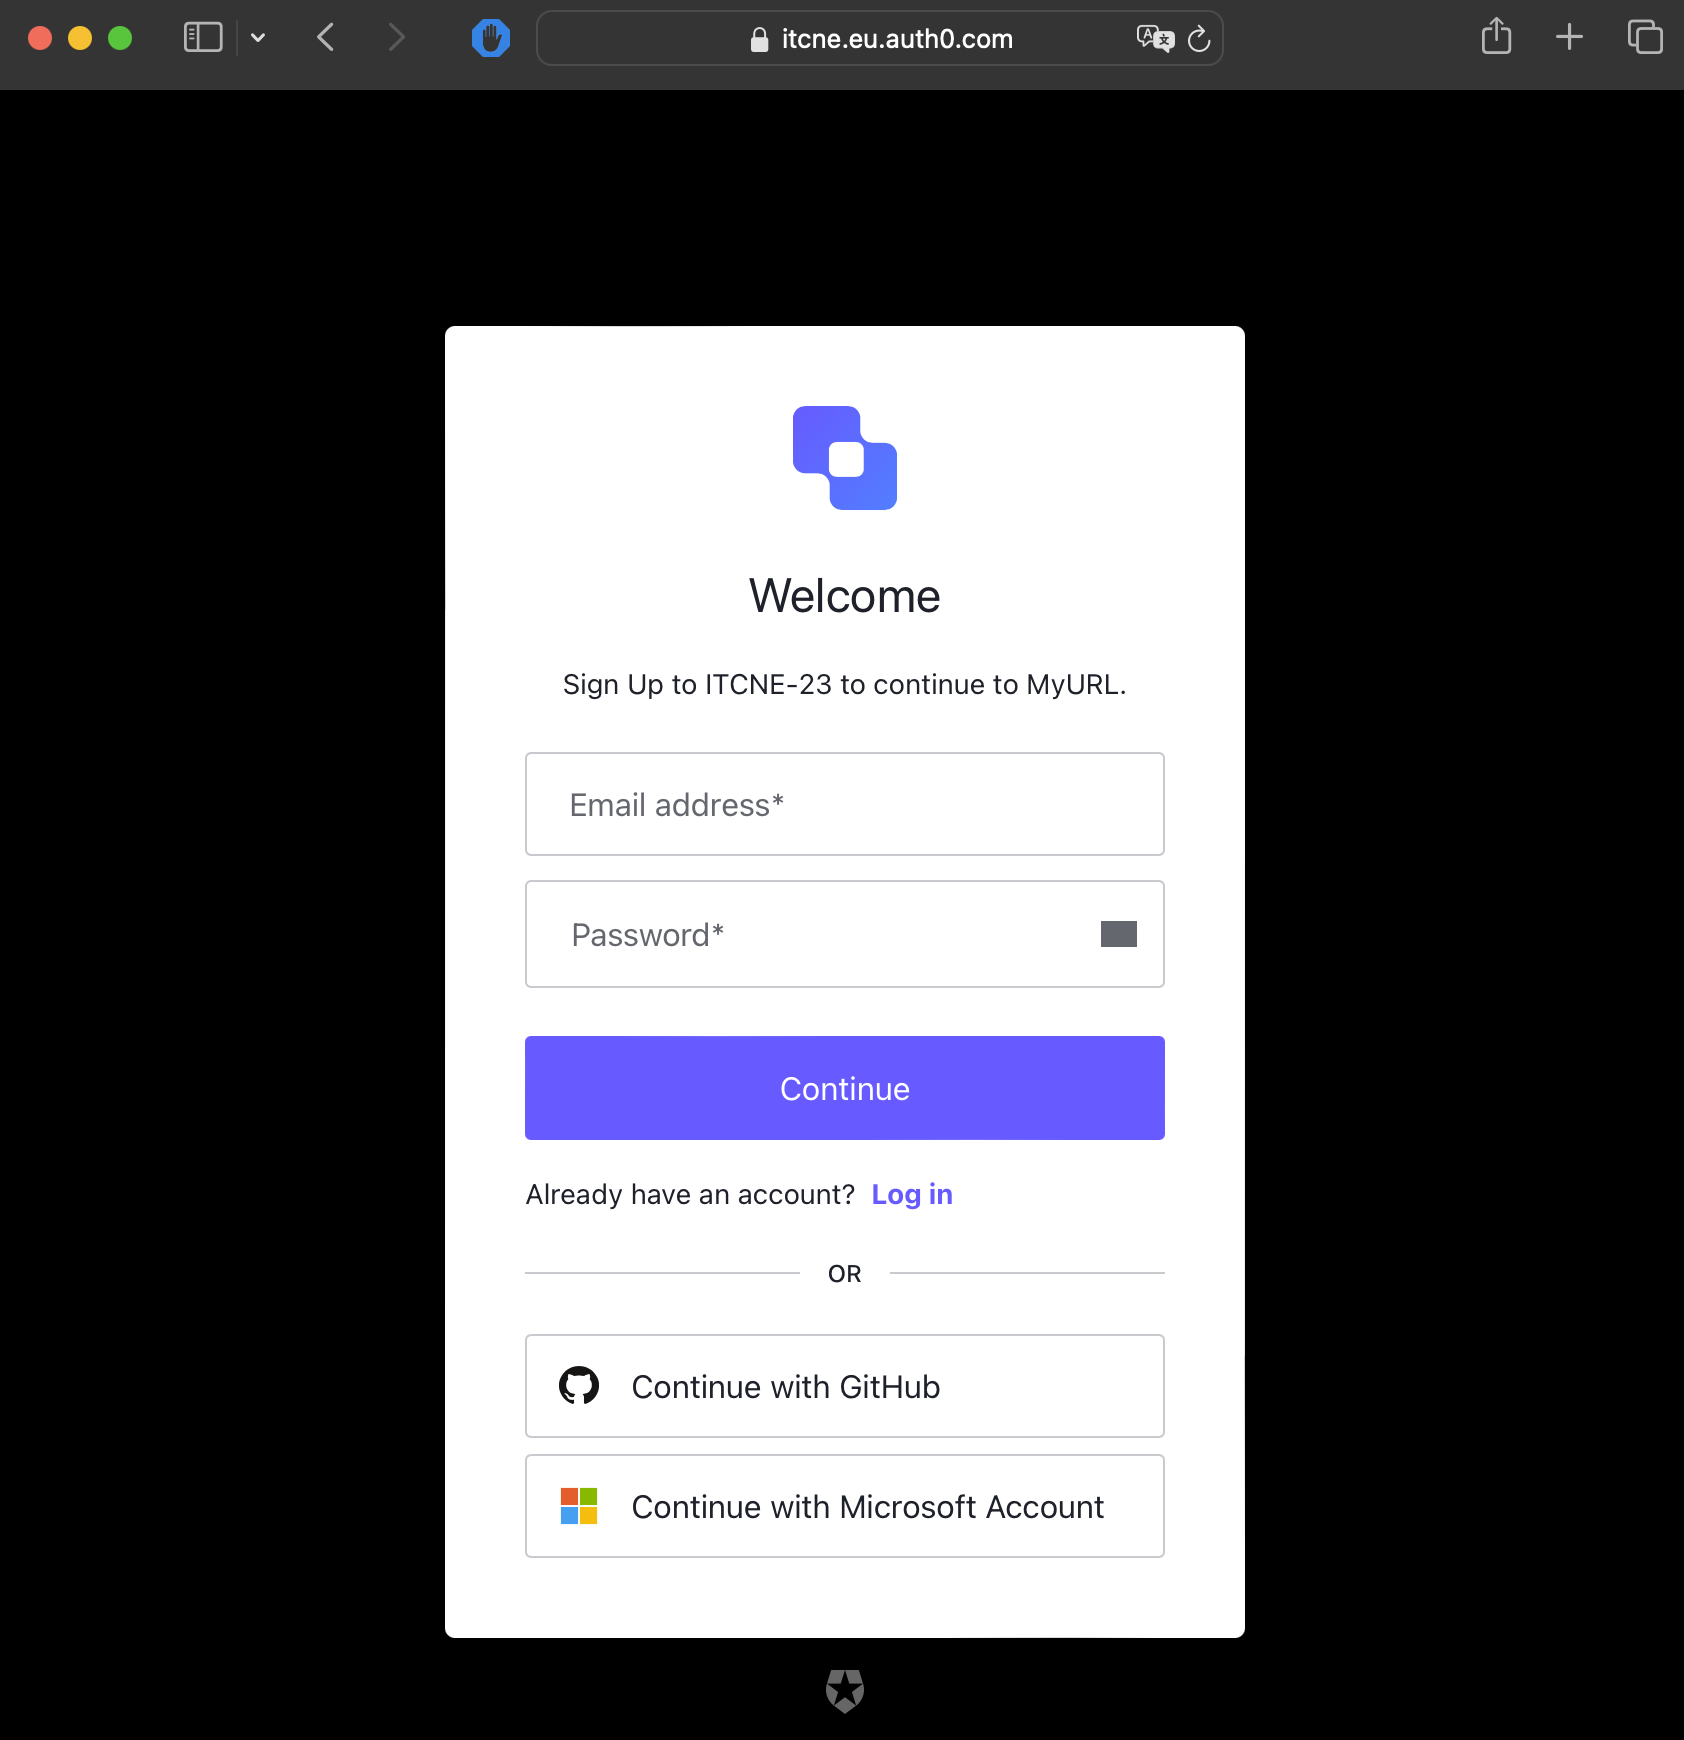 itcne.eu.auth0.com
Welcome
Sign Up to ITCNE-23 to continue to MyURL.
Email address*
Password*
Continue
Already have an account? Log in
OR
Continue with GitHub
Continue with Microsoft Account